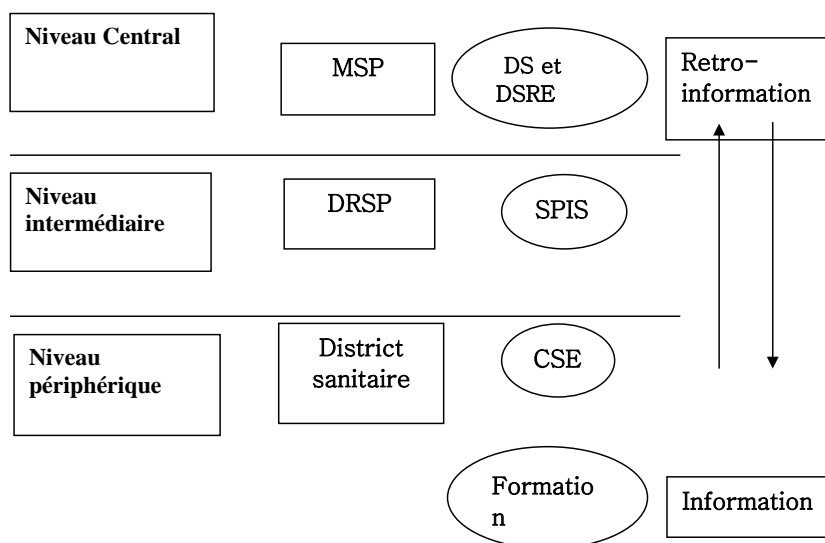 Niveau Central
MSP
DS et
DSRE
Retro-
information
Niveau
intermédiaire
DRSP
SPIS
Niveau
périphérique
District
sanitaire
CSE
Formatio
n
Information